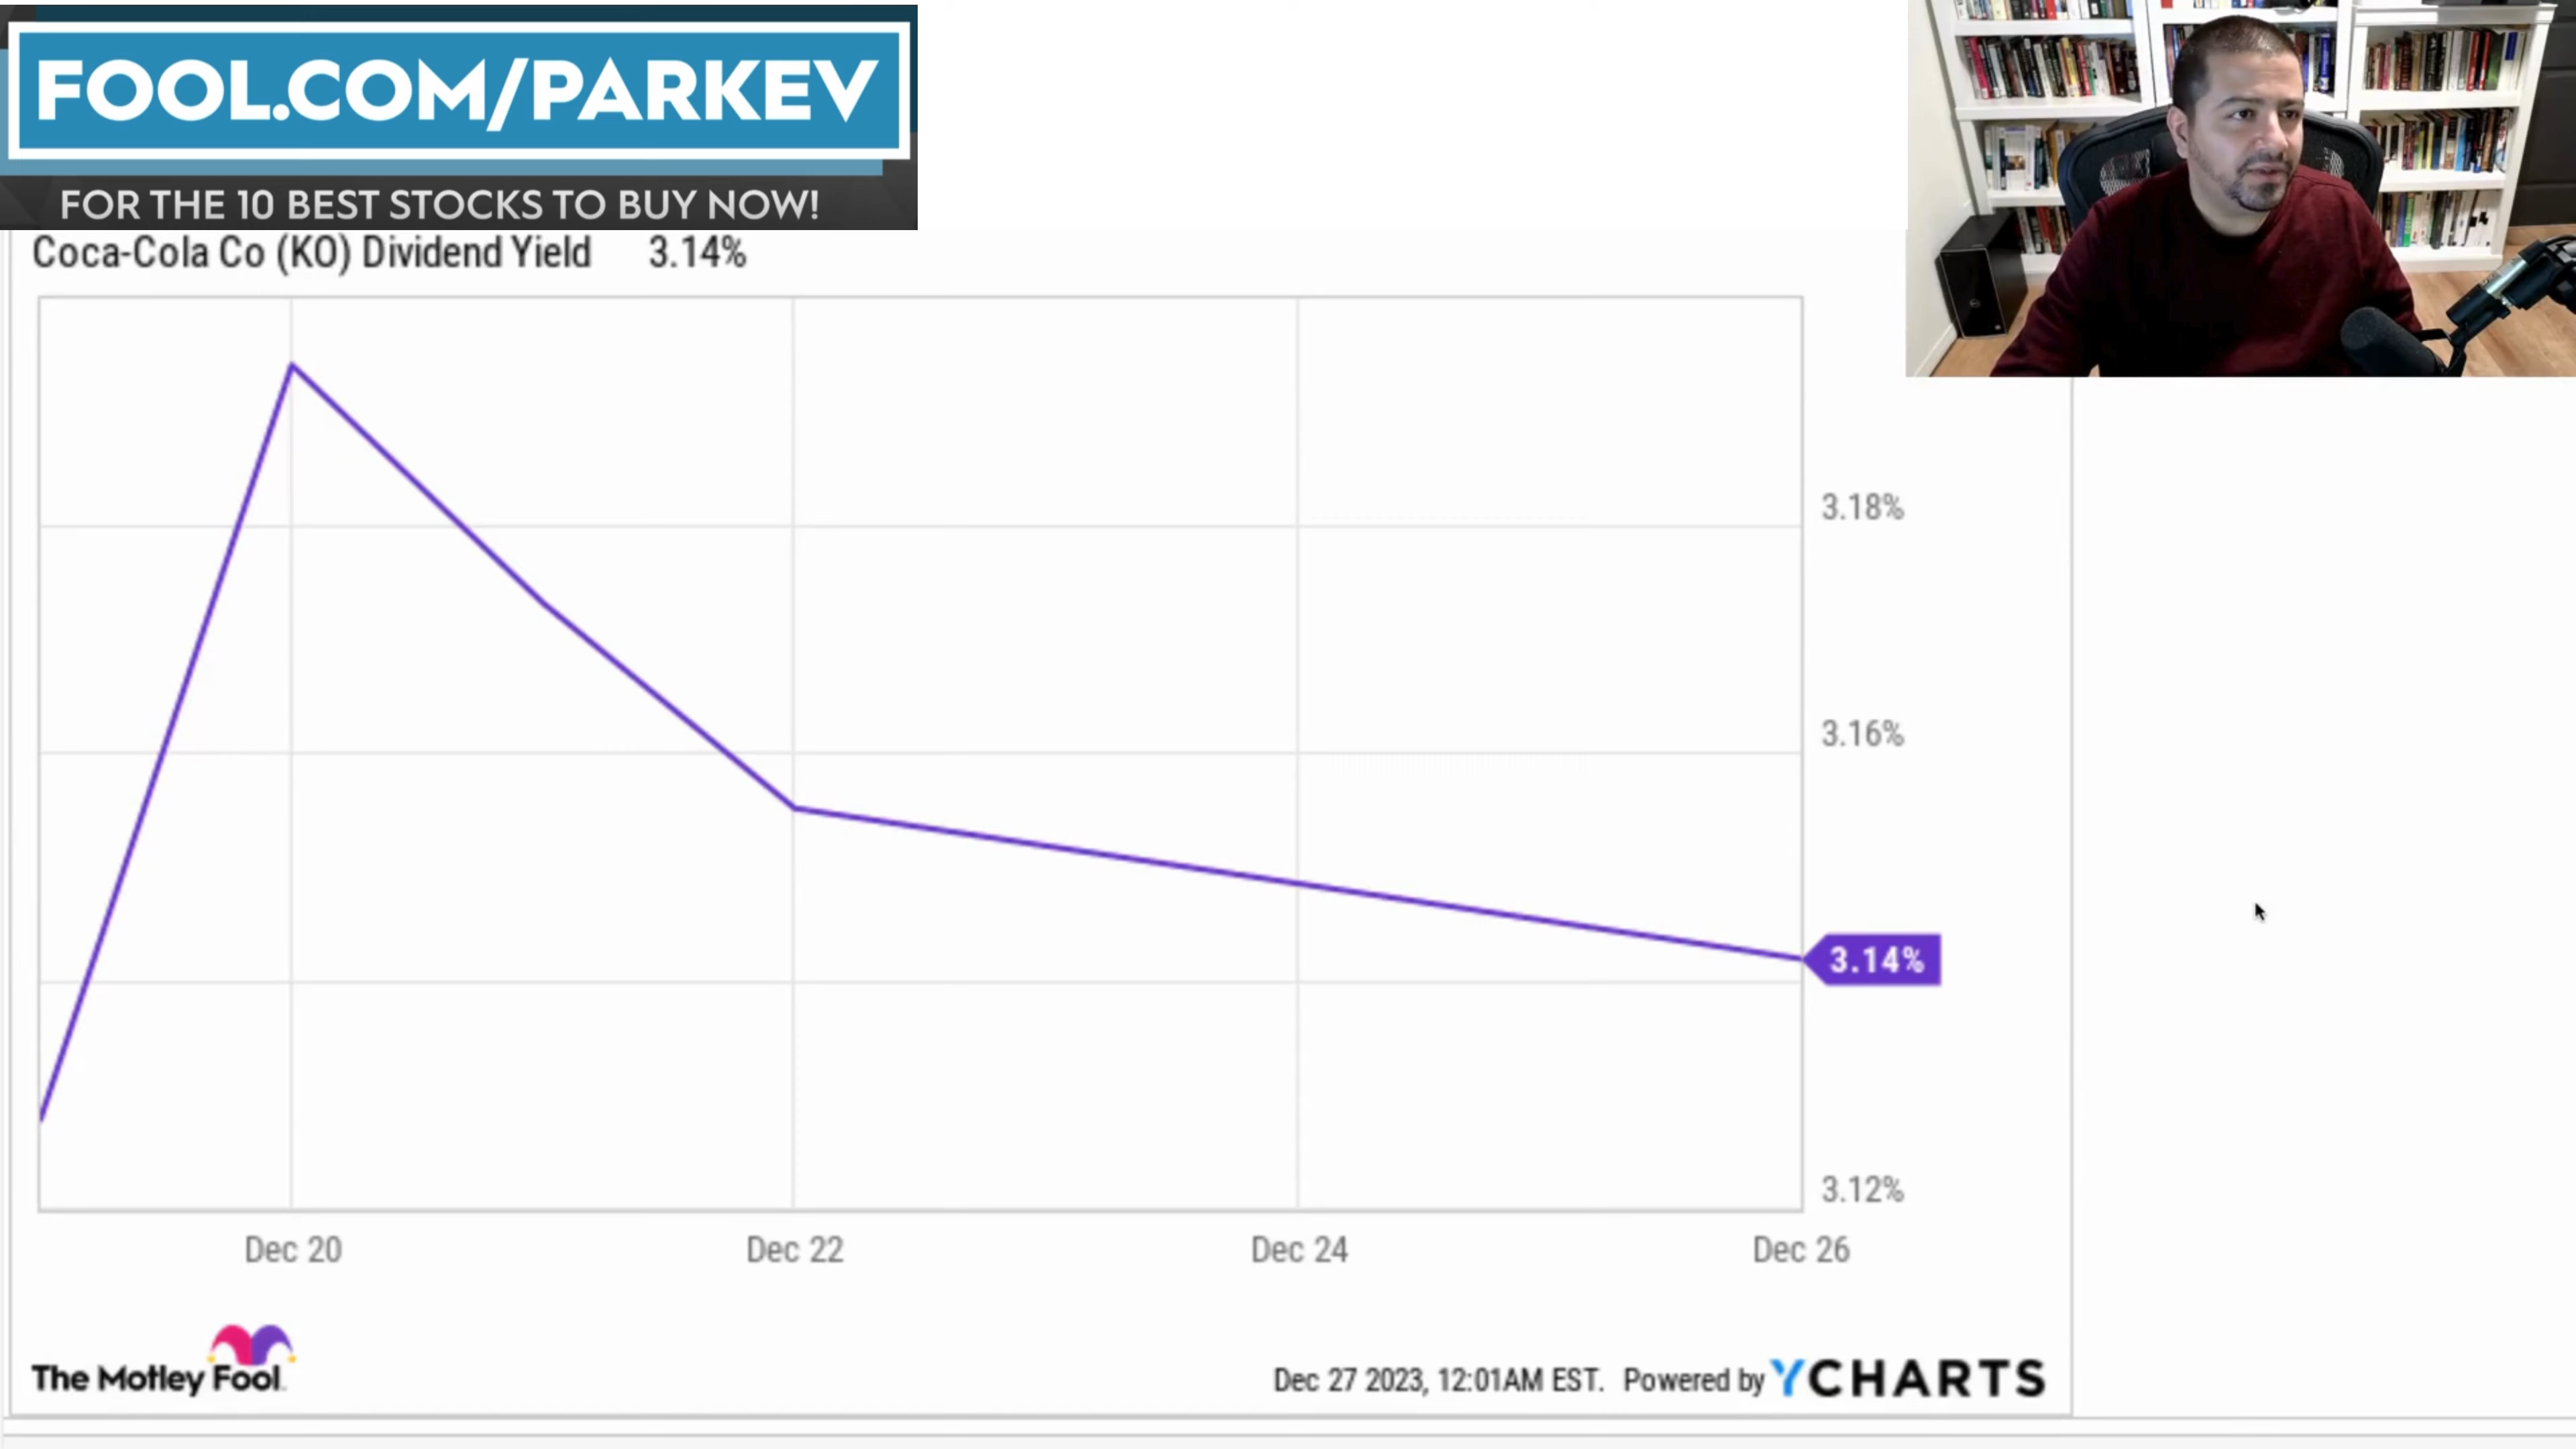 FOOL.COM/PARKEV
FOR THE 10 BEST STOCKS TO BUY NOW!
Coca-Cola Co (KO) Dividend Yield 3.14%
3.18%
3.16%
3.14%
3.12%
Dec 20 Dec 22 Dec 24 Dec 26
The Motley Fool.
Dec 27 2023, 12:01AM EST. Powered by YCHARTS